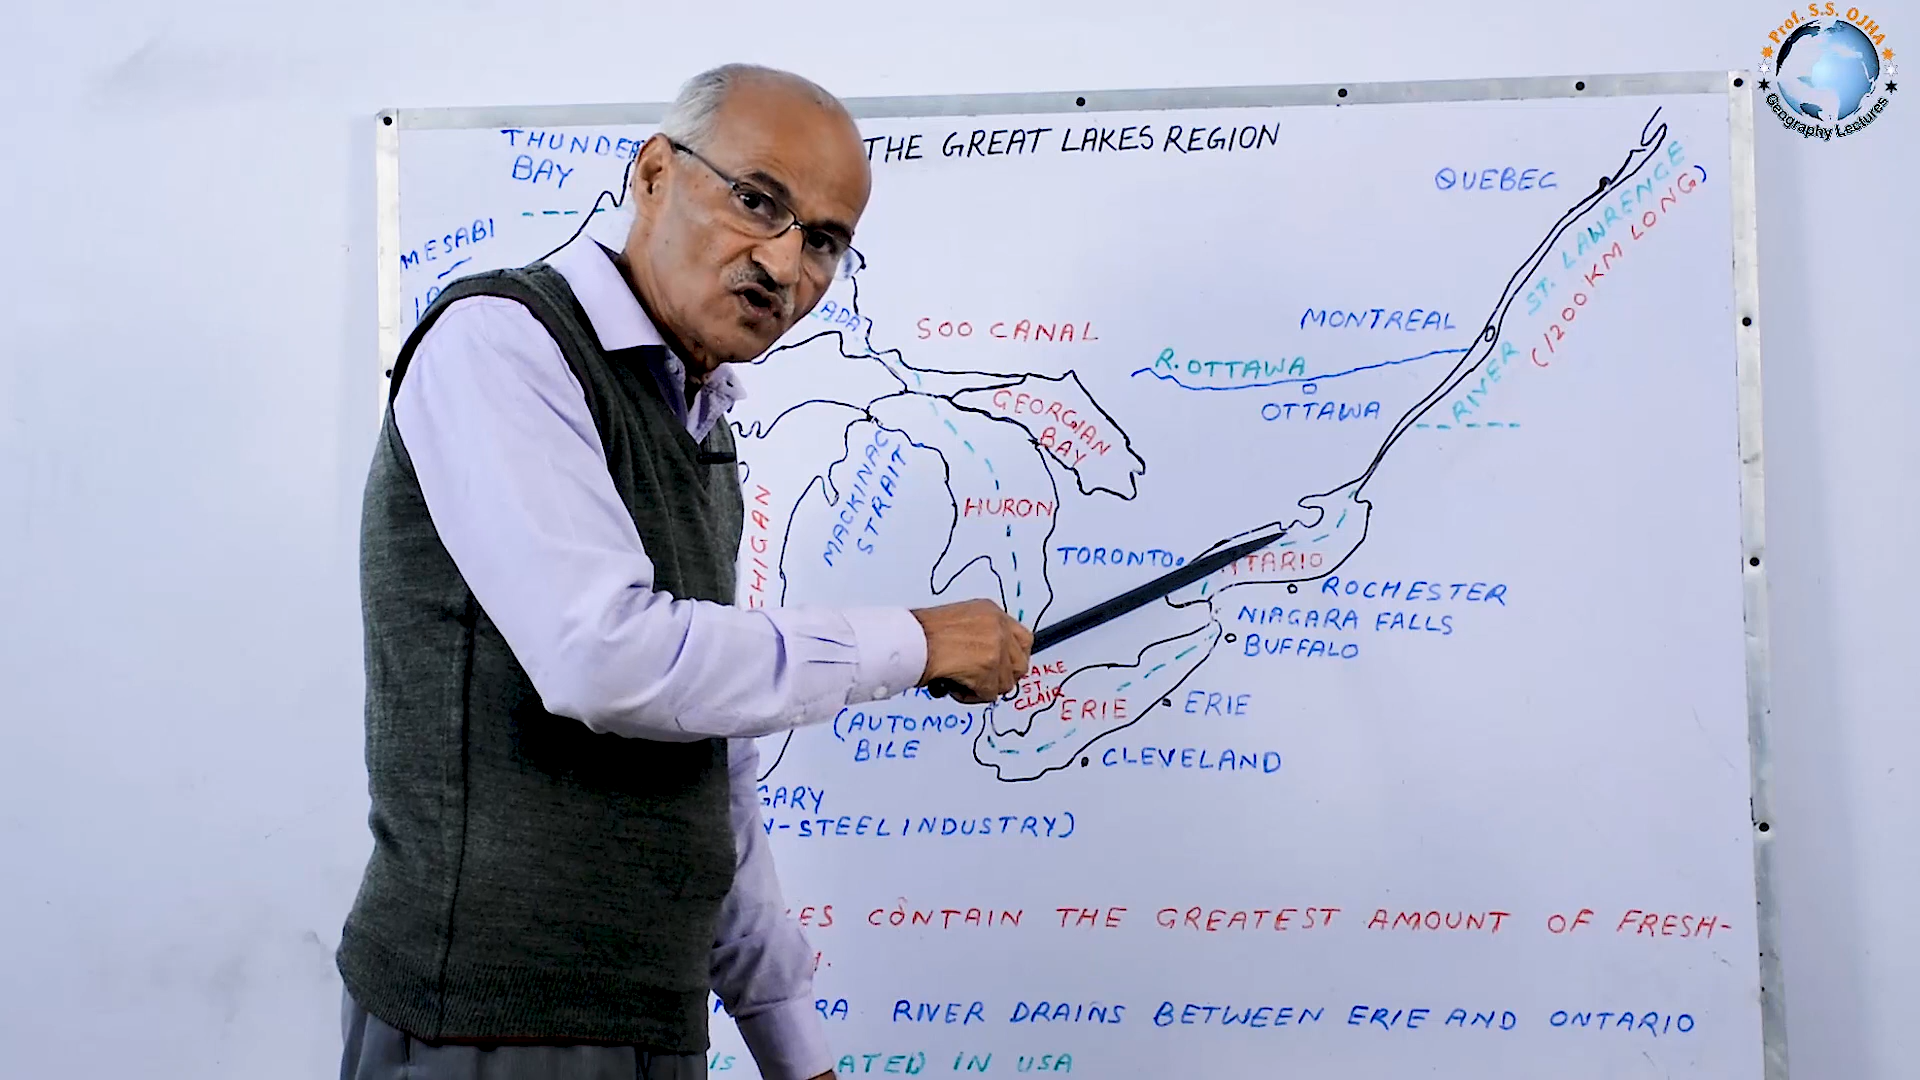 Prof. S.S. OJHA
Geography Lectures
THE GREAT LAKES REGION
THUNDER
BAY
QUEBEC
MESABI
RIVER ST. LAWRENCE
(1200 KM LONG)
SOO CANAL
MONTREAL
R. OTTAWA
OTTAWA
GEORGIAN
BAY
MACKINAC
STRAIT
HURON
TORONTO
ROCHESTER
NIAGARA FALLS
BUFFALO
ST.
CLAIR
ERIE
ERIE
(AUTOMO.)
BILE
CLEVELAND
GARY
-STEEL INDUSTRY)
CONTAIN THE GREATEST AMOUNT OF FRESH-
RIVER DRAINS BETWEEN ERIE AND ONTARIO
IN USA